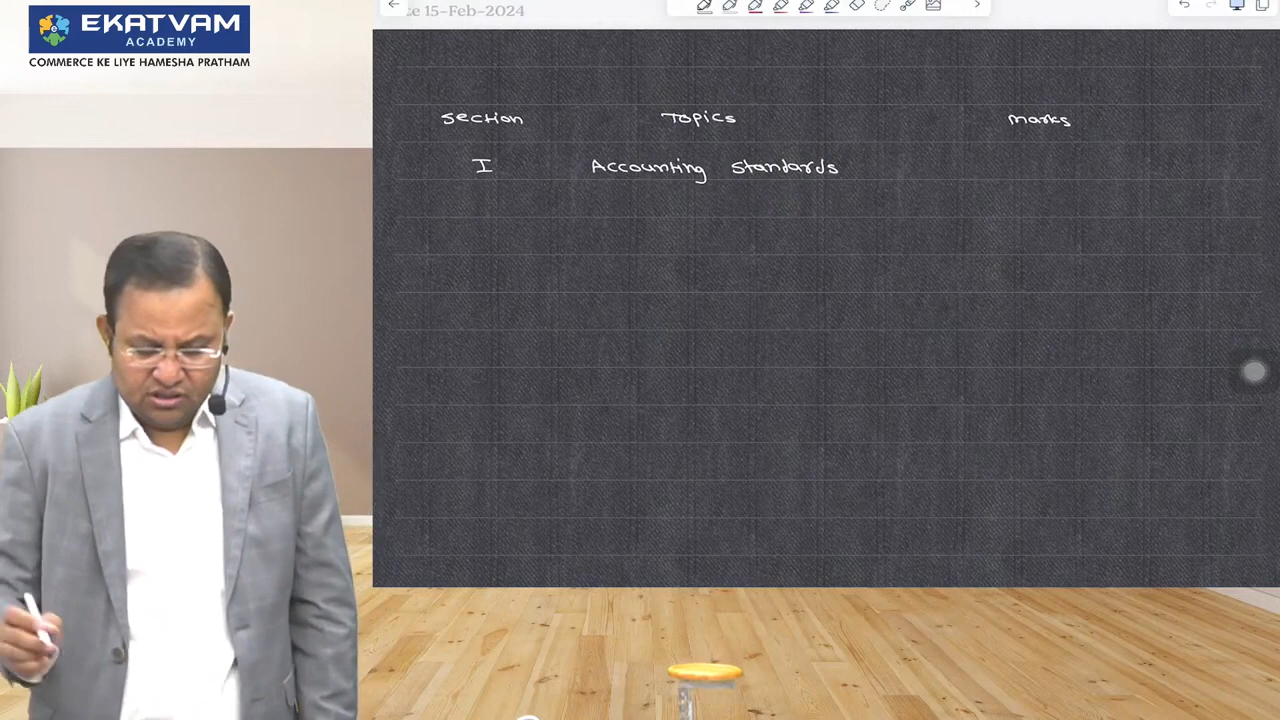 EKATVAM
ACADEMY
COMMERCE KE LIYE HAMESHA PRATHAM
15-Feb-2024
section Topics marks
I Accounting standards